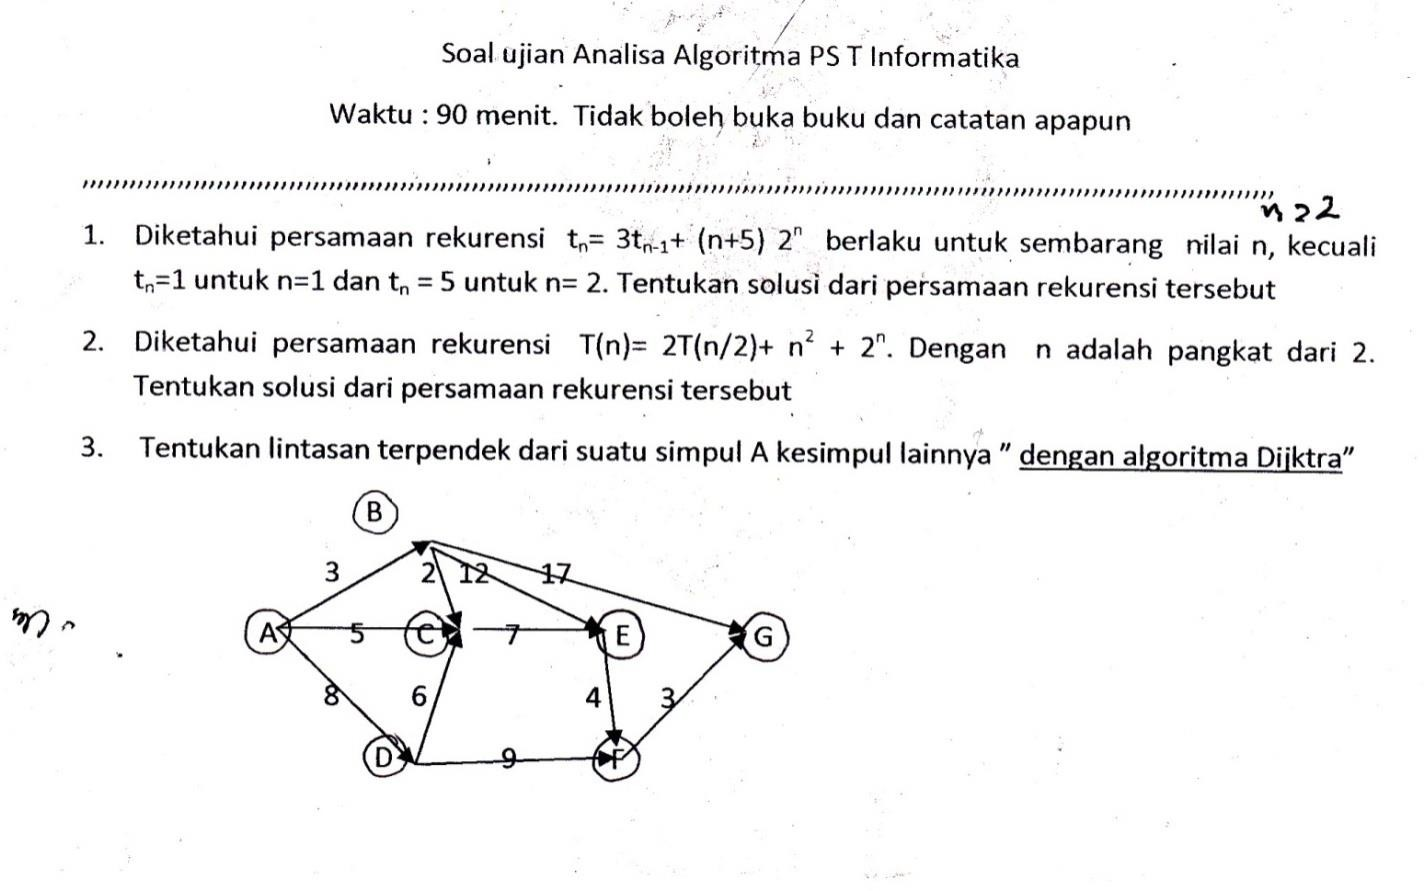 Soal ujian Analisa Algoritma PS T Informatika
Waktu : 90 menit. Tidak boleh buka buku dan catatan apapun
n ≥ 2
1. Diketahui persamaan rekurensi tₙ= 3tₙ₋₁+ (n+5) 2ⁿ berlaku untuk sembarang nilai n, kecuali
tₙ=1 untuk n=1 dan tₙ = 5 untuk n= 2. Tentukan solusi dari persamaan rekurensi tersebut
2. Diketahui persamaan rekurensi T(n)= 2T(n/2)+ n² + 2ⁿ. Dengan n adalah pangkat dari 2.
Tentukan solusi dari persamaan rekurensi tersebut
3. Tentukan lintasan terpendek dari suatu simpul A kesimpul lainnya " dengan algoritma Dijktra"
B
3 2 12 17
A 5 C 7 E G
8 6 4 3
D 9 F